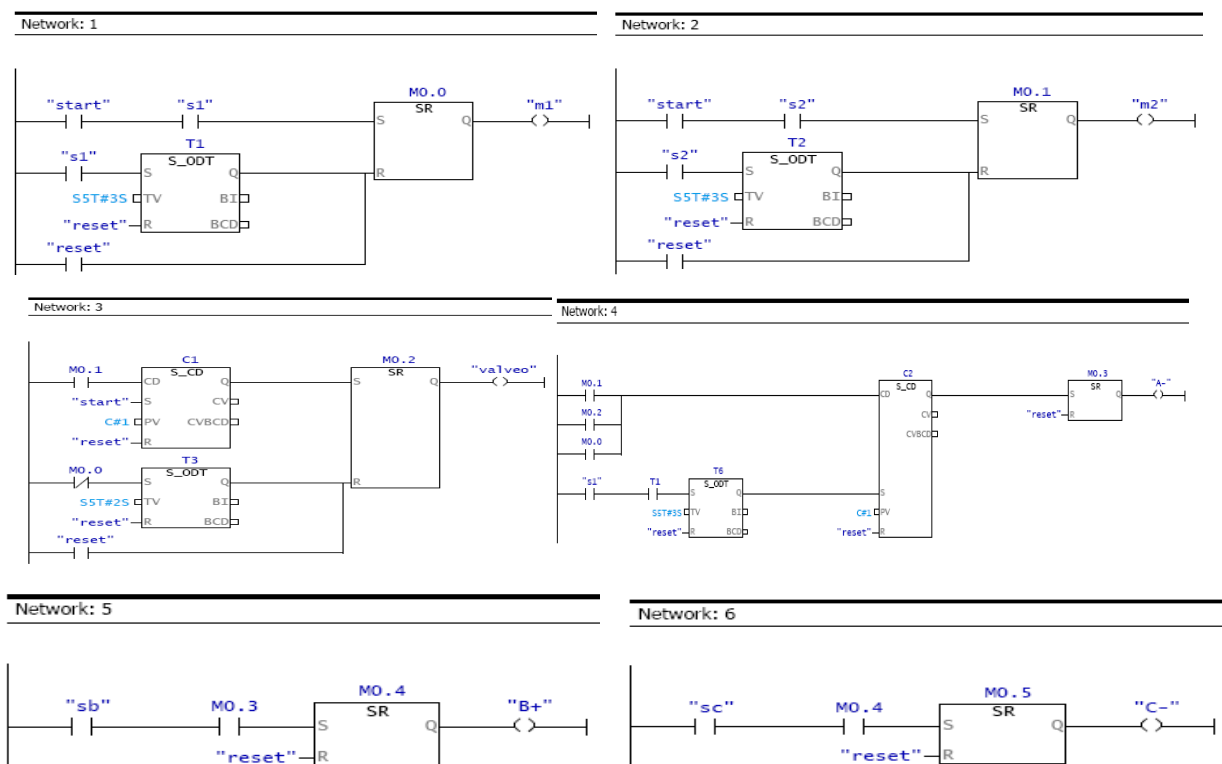 Network: 1
M0.0
"start" "s1" SR "m1"
S Q
T1
"s1" S_ODT
S Q R
S5T#3S TV BI
"reset" R BCD
"reset"
Network: 2
M0.1
"start" "s2" SR "m2"
S Q
T2
"s2" S_ODT
S Q R
S5T#3S TV BI
"reset" R BCD
"reset"
Network: 3
C1 M0.2
M0.1 S_CD SR "valveo"
CD Q S Q
"start" S CV
C#1 PV CVBCD
"reset" R
T3
M0.0 S_ODT
S Q R
S5T#2S TV BI
"reset" R BCD
"reset"
Network: 4
C2 M0.3
M0.1 S_CD SR "A-"
CD Q S Q
M0.2 CV "reset" R
CVBCD
M0.0
T6
"s1" T1 S_ODT
S Q S
S5T#3S TV BI C#1 PV
"reset" R BCD "reset" R
Network: 5
M0.4
"sb" M0.3 SR "B+"
S Q
"reset" R
Network: 6
M0.5
"sc" M0.4 SR "C-"
S Q
"reset" R